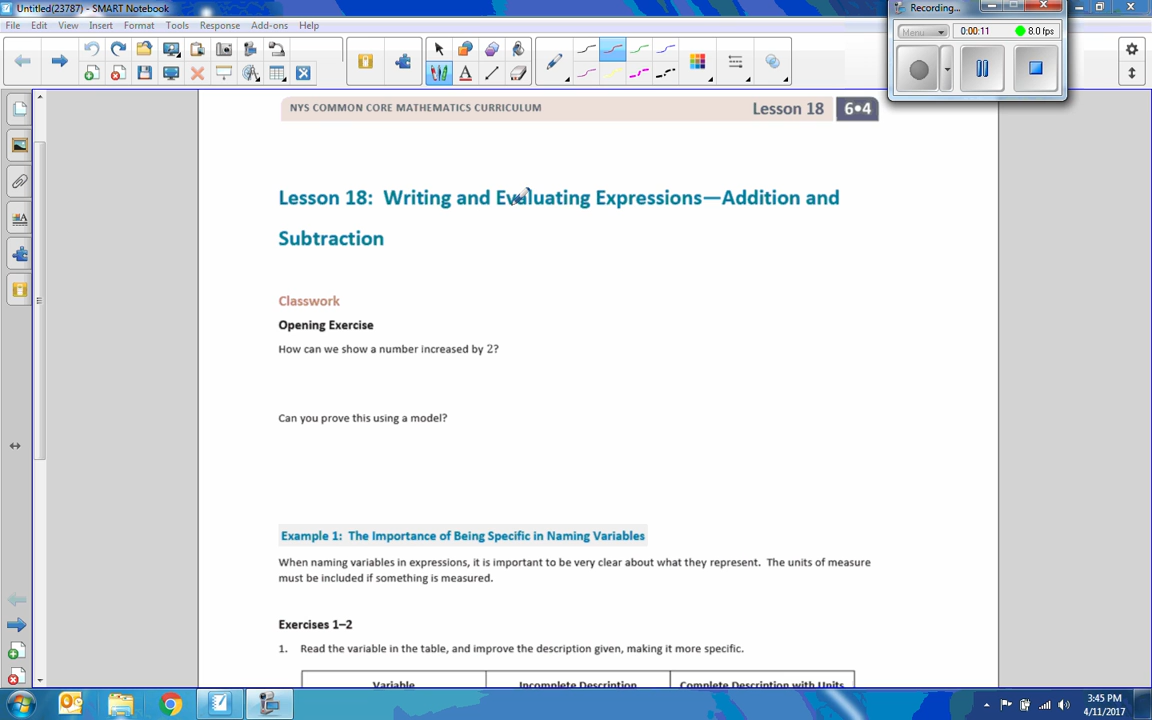 Untitled(23787) - SMART Notebook
Recording...
File Edit View Insert Format Tools Response Add-ons Help
Menu 0:00:11 8.0 fps
NYS COMMON CORE MATHEMATICS CURRICULUM Lesson 18 6•4
Lesson 18: Writing and Evaluating Expressions—Addition and
Subtraction
Classwork
Opening Exercise
How can we show a number increased by 2?
Can you prove this using a model?
Example 1: The Importance of Being Specific in Naming Variables
When naming variables in expressions, it is important to be very clear about what they represent. The units of measure
must be included if something is measured.
Exercises 1–2
1. Read the variable in the table, and improve the description given, making it more specific.
Variable Incomplete Description Complete Description with Units
3:45 PM
4/11/2017